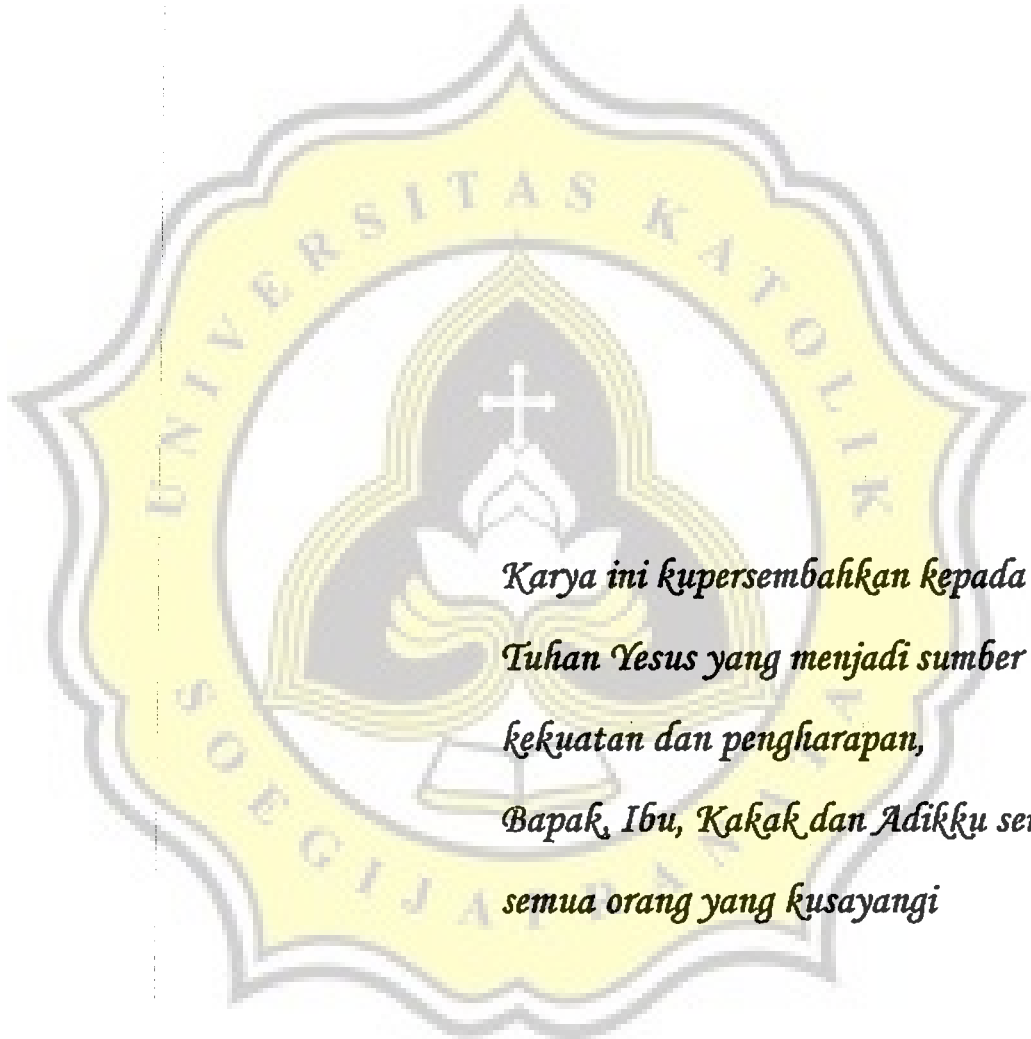 UNIVERSITAS KATOLIK
SOEGIJAPRANATA
Karya ini kupersembahkan kepada
Tuhan Yesus yang menjadi sumber
kekuatan dan pengharapan,
Bapak, Ibu, Kakak dan Adikku
semua orang yang kusayangi